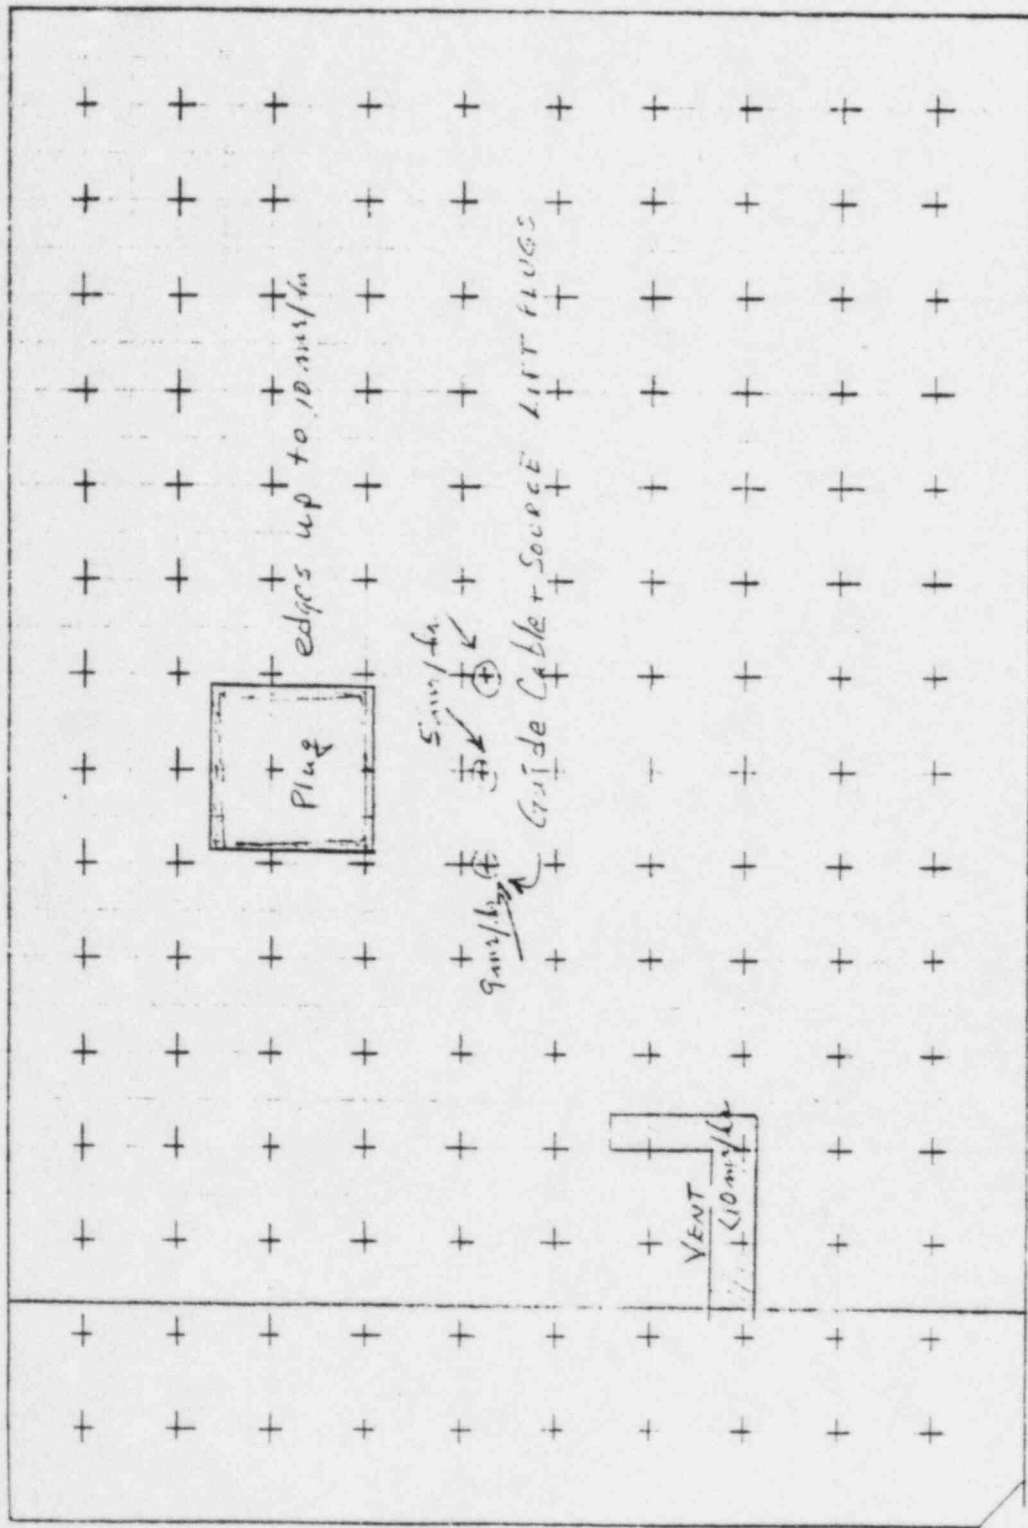 edges up to 10 mr/hr
Plug
5 mr/hr
Guide Cable + SOURCE LIFT PLUGS
9 mr/hr
VENT
<10 mr/hr